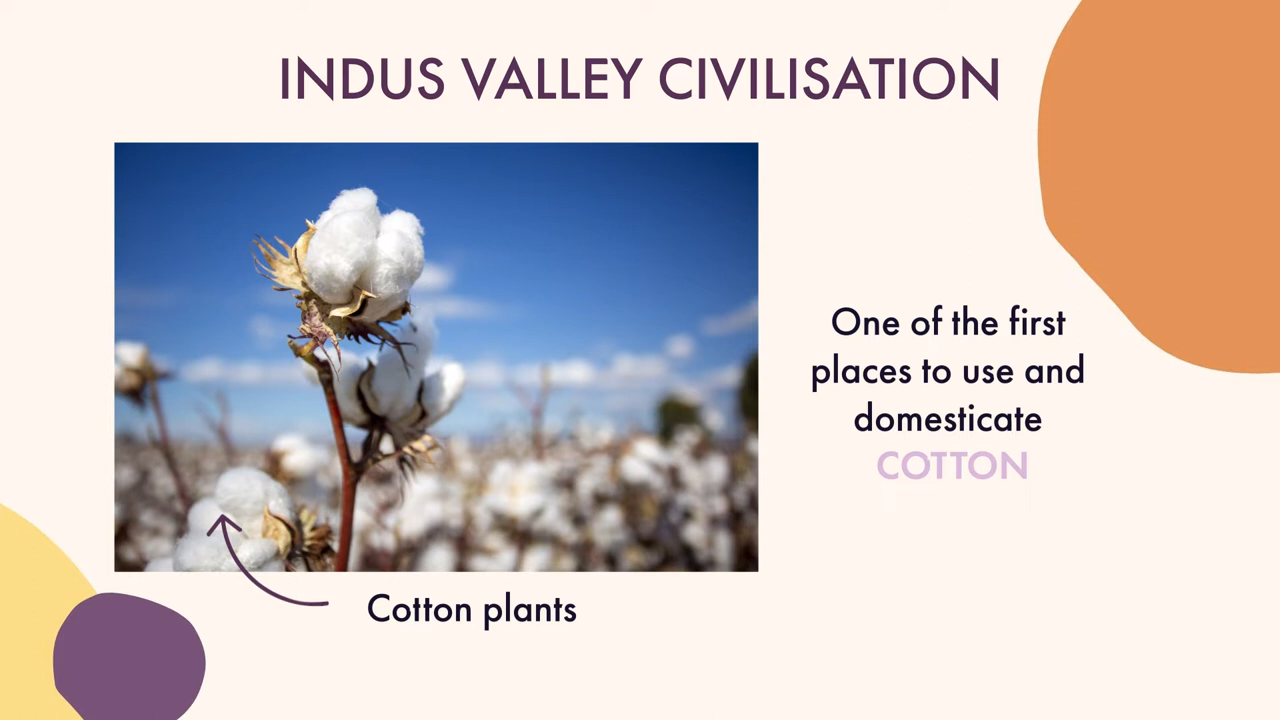 INDUS VALLEY CIVILISATION
One of the first
places to use and
domesticate
COTTON
Cotton plants